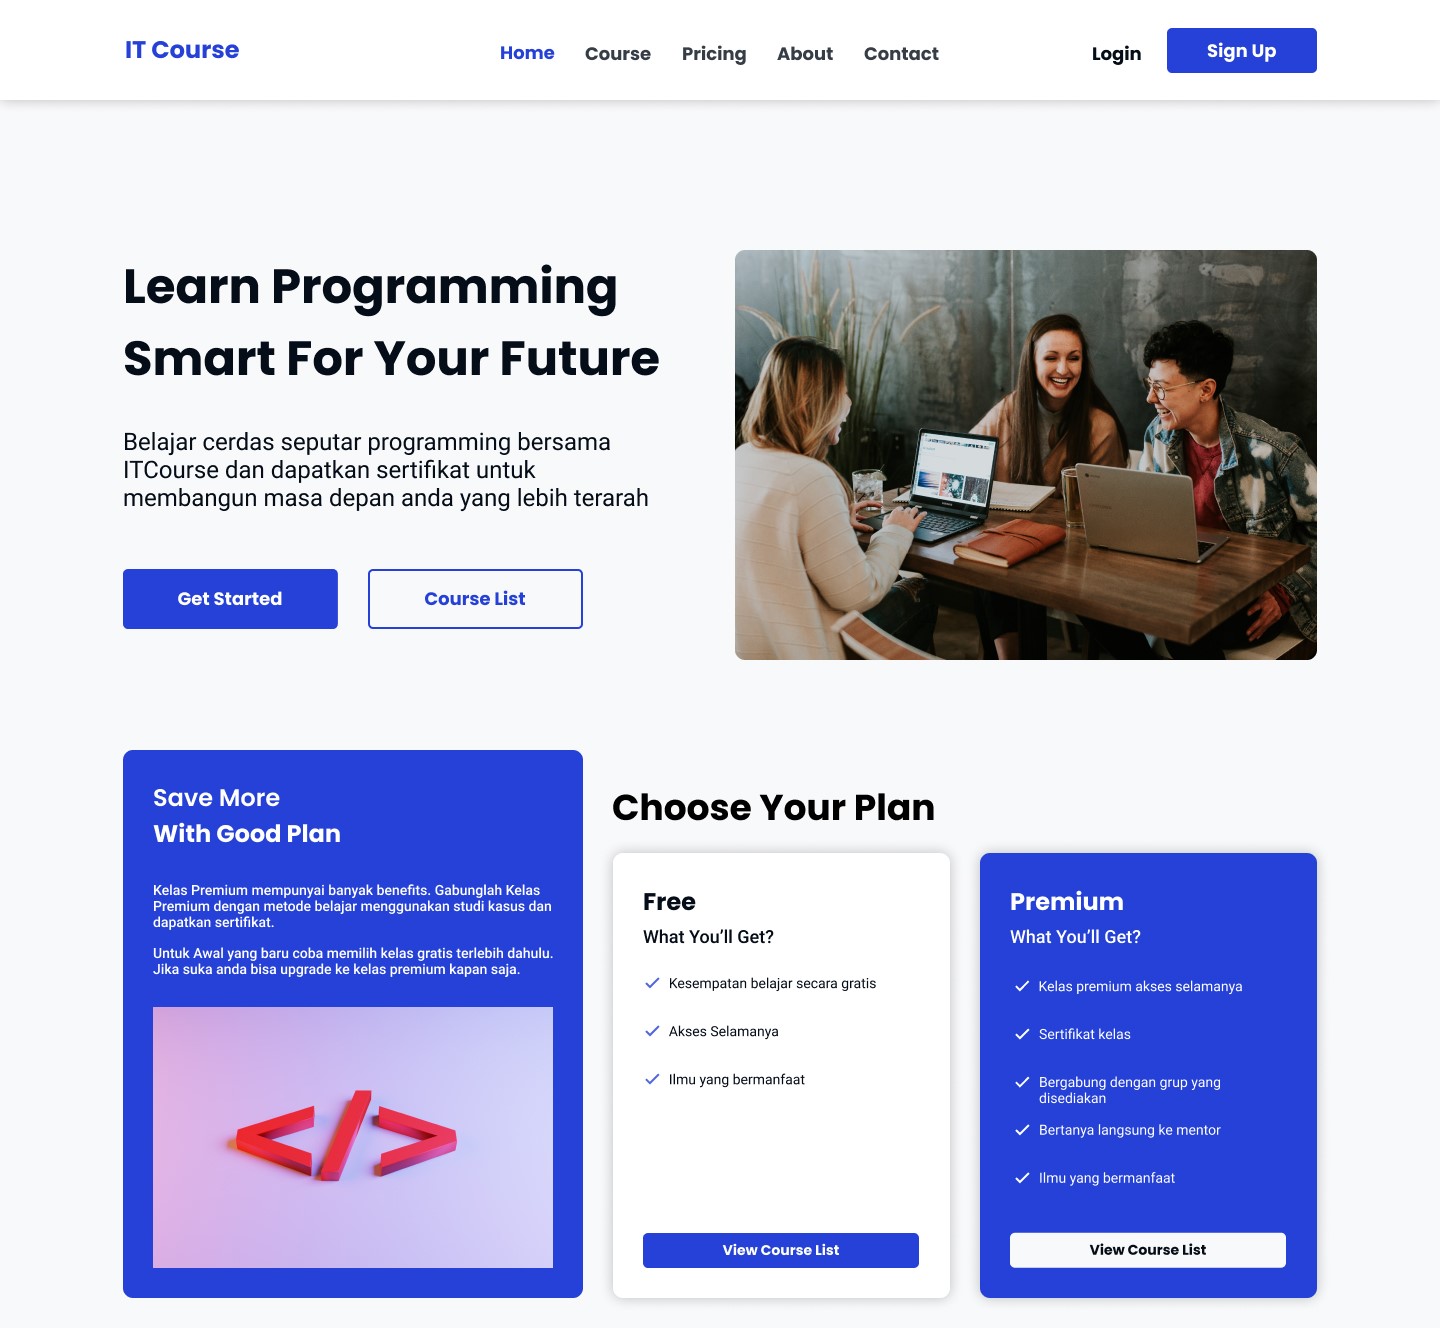 IT Course
Home
Course
Pricing
About
Contact
Login
Sign Up
Learn Programming
Smart For Your Future
Belajar cerdas seputar programming bersama
ITCourse dan dapatkan sertifikat untuk
membangun masa depan anda yang lebih terarah
Get Started
Course List
Save More
With Good Plan
Kelas Premium mempunyai banyak benefits. Gabunglah Kelas
Premium dengan metode belajar menggunakan studi kasus dan
dapatkan sertifikat.
Untuk Awal yang baru coba memilih kelas gratis terlebih dahulu.
Jika suka anda bisa upgrade ke kelas premium kapan saja.
</>
Choose Your Plan
Free
What You’ll Get?
Kesempatan belajar secara gratis
Akses Selamanya
Ilmu yang bermanfaat
View Course List
Premium
What You’ll Get?
Kelas premium akses selamanya
Sertifikat kelas
Bergabung dengan grup yang
disediakan
Bertanya langsung ke mentor
Ilmu yang bermanfaat
View Course List